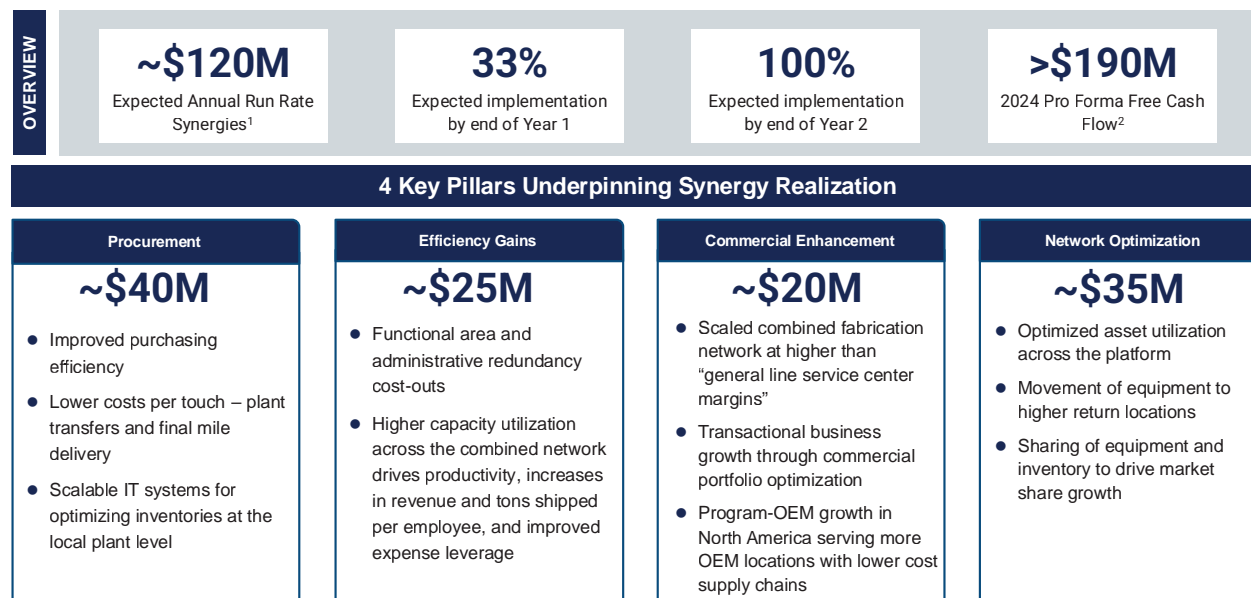 OVERVIEW
~$120M
Expected Annual Run Rate
Synergies¹
33%
Expected implementation
by end of Year 1
100%
Expected implementation
by end of Year 2
>$190M
2024 Pro Forma Free Cash
Flow²
4 Key Pillars Underpinning Synergy Realization
Procurement
~$40M
• Improved purchasing
efficiency
• Lower costs per touch – plant
transfers and final mile
delivery
• Scalable IT systems for
optimizing inventories at the
local plant level
Efficiency Gains
~$25M
• Functional area and
administrative redundancy
cost-outs
• Higher capacity utilization
across the combined network
drives productivity, increases
in revenue and tons shipped
per employee, and improved
expense leverage
Commercial Enhancement
~$20M
• Scaled combined fabrication
network at higher than
“general line service center
margins”
• Transactional business
growth through commercial
portfolio optimization
• Program-OEM growth in
North America serving more
OEM locations with lower cost
supply chains
Network Optimization
~$35M
• Optimized asset utilization
across the platform
• Movement of equipment to
higher return locations
• Sharing of equipment and
inventory to drive market
share growth